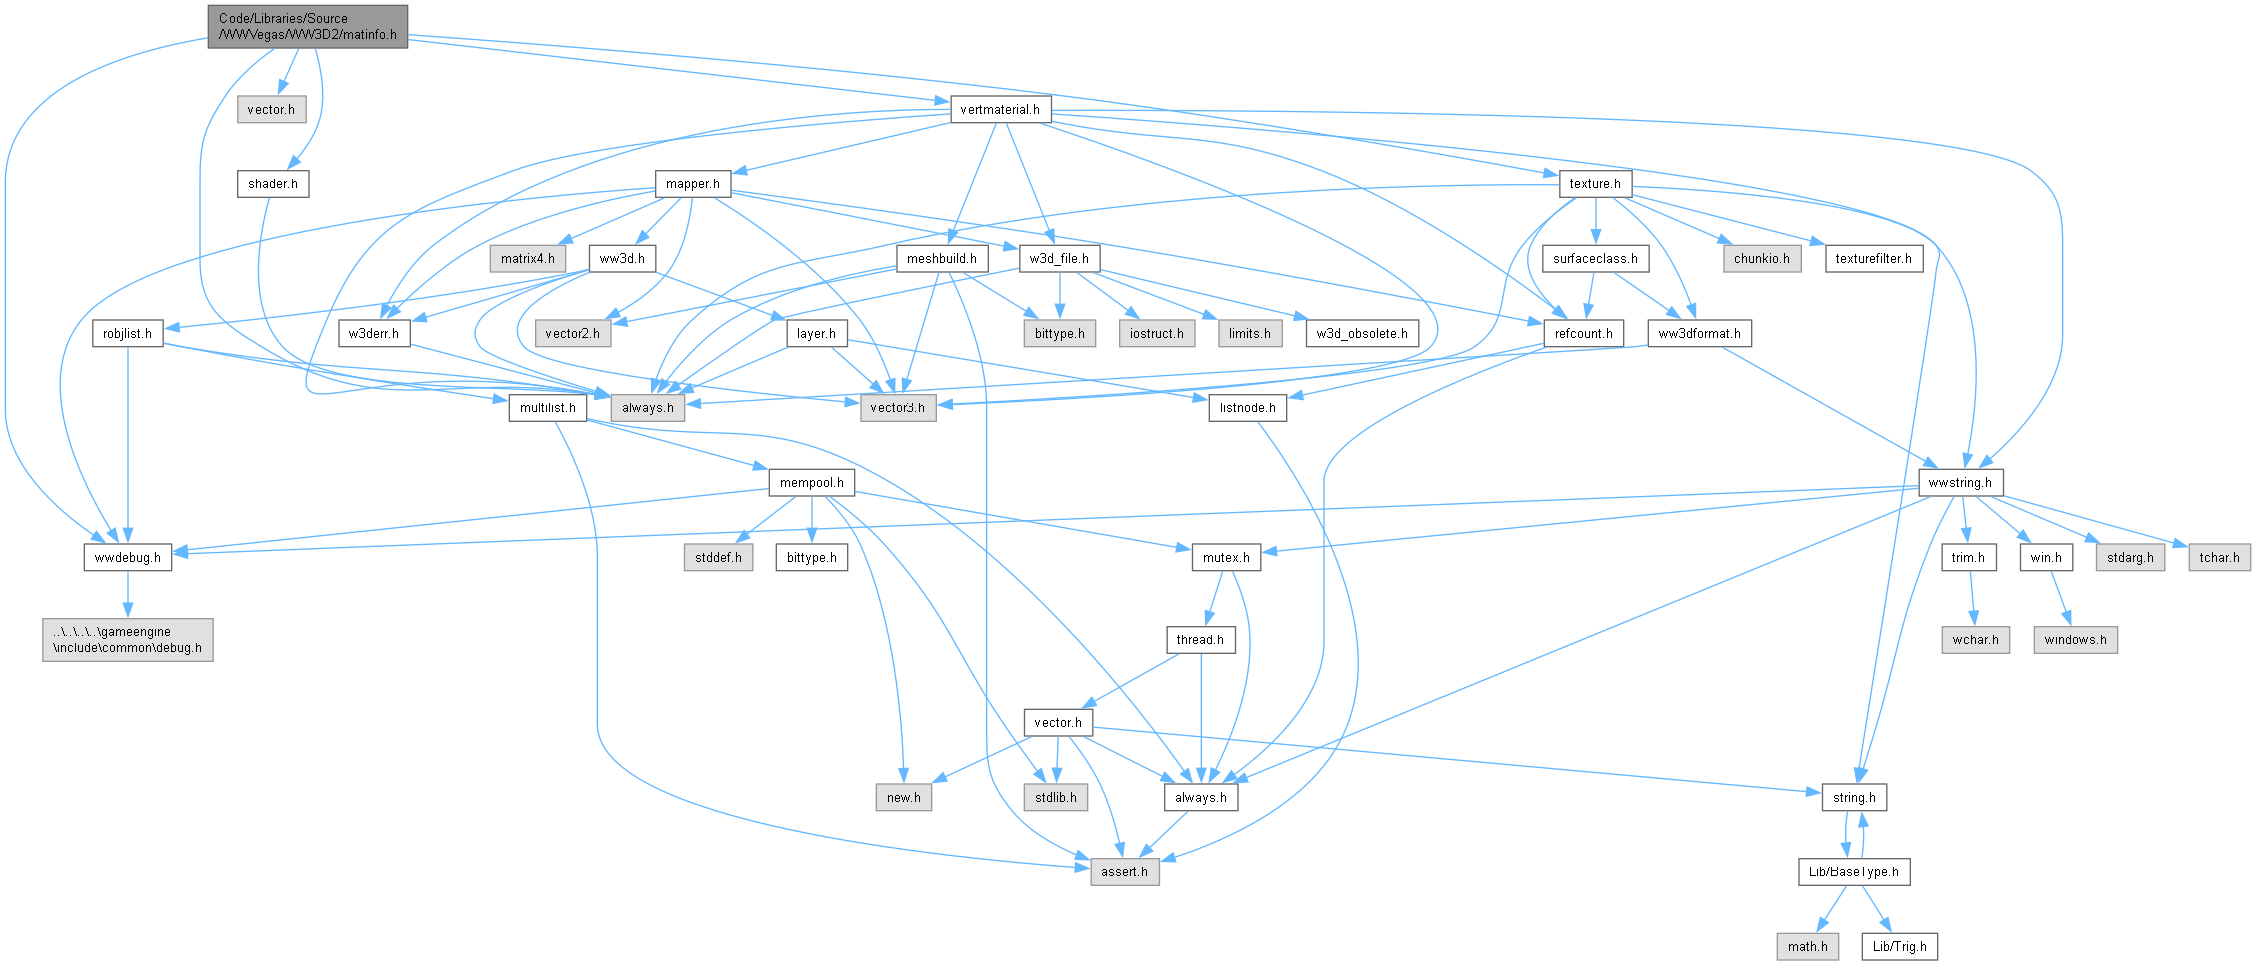 Code/Libraries/Source
/WWVegas/WW3D2/matinfo.h
vector.h
vertmaterial.h
shader.h
mapper.h
texture.h
matrix4.h
ww3d.h
meshbuild.h
w3d_file.h
surfaceclass.h
chunkio.h
texturefilter.h
robjlist.h
w3derr.h
vector2.h
layer.h
bittype.h
iostruct.h
limits.h
w3d_obsolete.h
refcount.h
ww3dformat.h
multilist.h
always.h
vector3.h
listnode.h
mempool.h
wwstring.h
wwdebug.h
stddef.h
bittype.h
mutex.h
trim.h
win.h
stdarg.h
tchar.h
..\..\..\..\gameengine
\include\common\debug.h
thread.h
wchar.h
windows.h
vector.h
new.h
stdlib.h
always.h
string.h
assert.h
Lib/BaseType.h
math.h
Lib/Trig.h